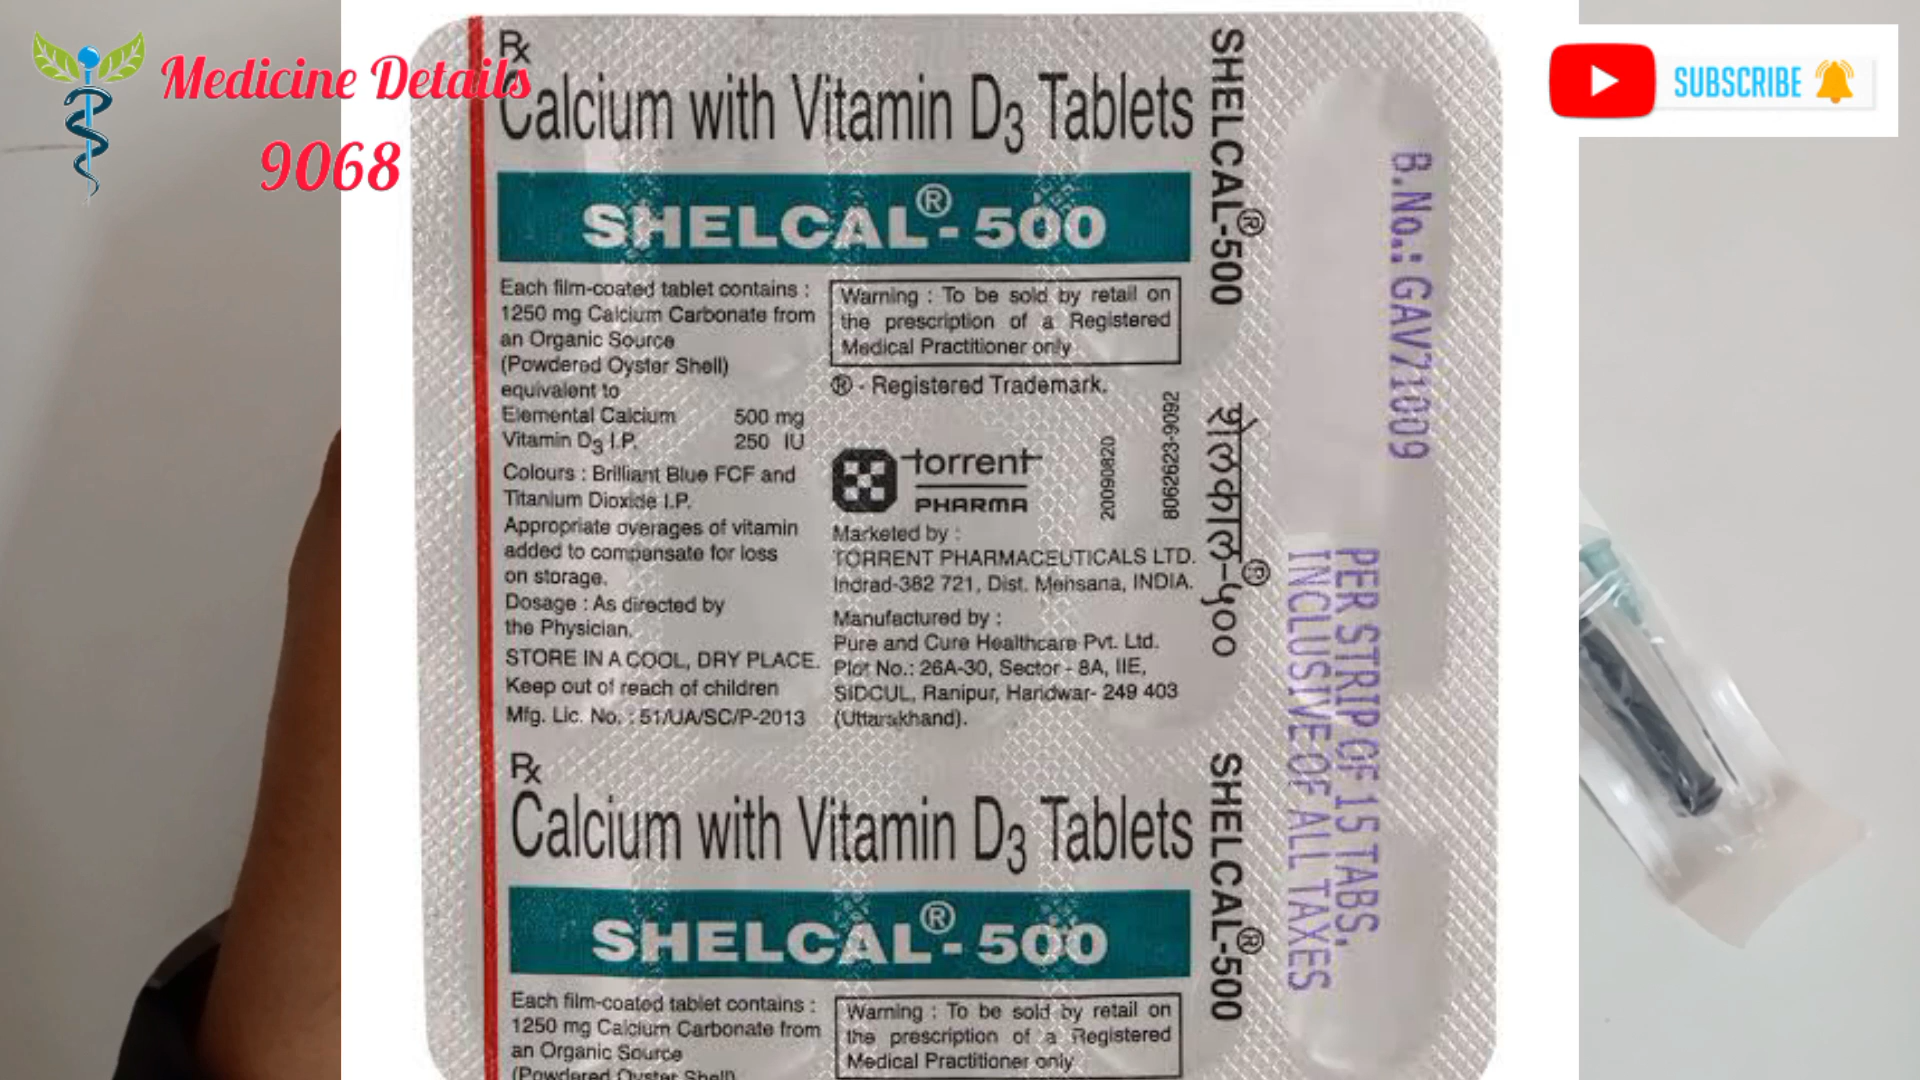 Medicine Details
9068
SUBSCRIBE
Rx
Calcium with Vitamin D3 Tablets
SHELCAL®-500
Each film-coated tablet contains :
1250 mg Calcium Carbonate from
an Organic Source
(Powdered Oyster Shell)
equivalent to
Elemental Calcium 500 mg
Vitamin D3 I.P. 250 IU
Colours : Brilliant Blue FCF and
Titanium Dioxide I.P.
Appropriate overages of vitamin
added to compensate for loss
on storage.
Dosage : As directed by
the Physician.
STORE IN A COOL, DRY PLACE.
Keep out of reach of children
Mfg. Lic. No. : 51/UA/SC/P-2013
Warning : To be sold by retail on
the prescription of a Registered
Medical Practitioner only
® - Registered Trademark.
torrent
PHARMA
20090820
8062623-9092
Marketed by :
TORRENT PHARMACEUTICALS LTD.
Indrad-382 721, Dist. Mehsana, INDIA.
Manufactured by :
Pure and Cure Healthcare Pvt. Ltd.
Plot No.: 26A-30, Sector - 8A, IIE,
SIDCUL, Ranipur, Haridwar- 249 403
(Uttarakhand).
SHELCAL®-500
शेलकाल®-५००
B.No.: GAV71009
PER STRIP OF 15 TABS.
INCLUSIVE OF ALL TAXES
Rx
Calcium with Vitamin D3 Tablets
SHELCAL®-500
Each film-coated tablet contains :
1250 mg Calcium Carbonate from
an Organic Source
(Powdered Oyster Shell)
Warning : To be sold by retail on
the prescription of a Registered
Medical Practitioner only
SHELCAL®-500